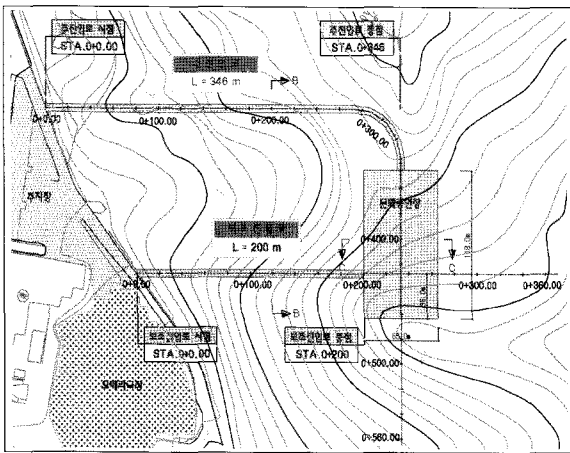 주진입로 시점
STA.0+0.00
주진입로 종점
STA.0+346
L = 346 m
B
0+0.00
0+100.00
0+200.00
0+300.00
주차장
0+400.00
L = 200 m
C
0+0.00
0+100.00
0+200.00
0+300.00
0+360.00
B
보조진입로 시점
STA.0+0.00
보조진입로 종점
STA.0+200
0+500.00
0+560.00